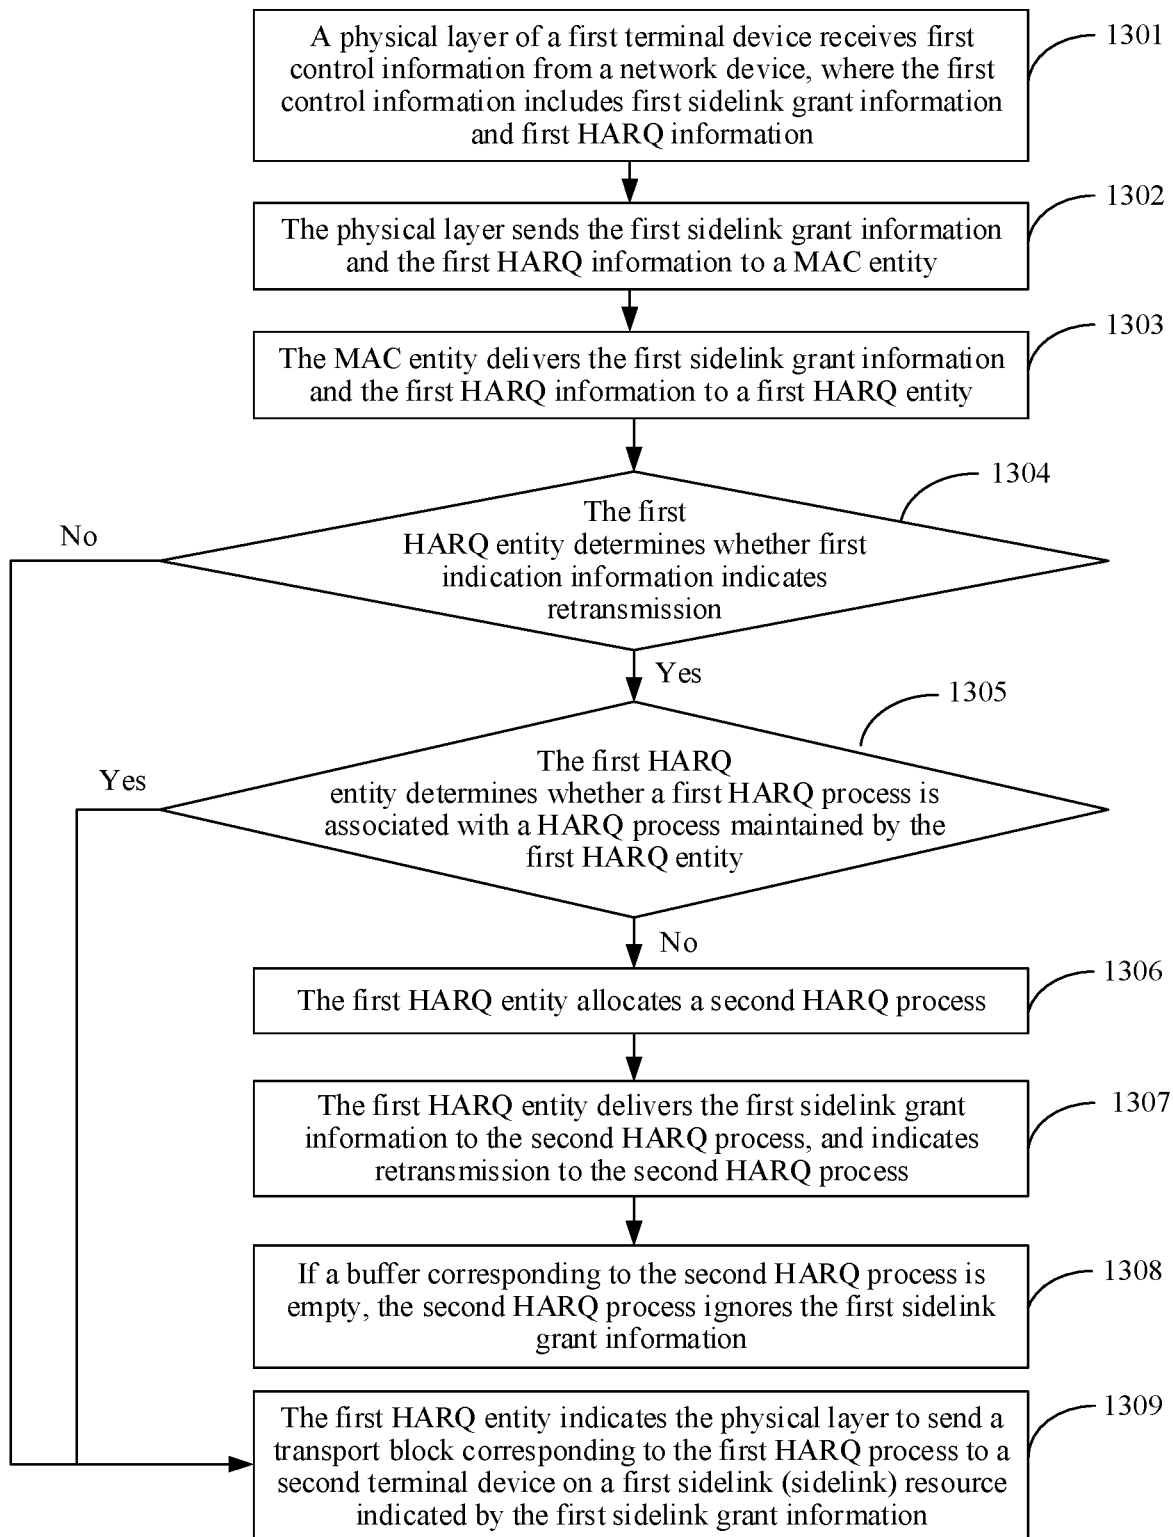 A physical layer of a first terminal device receives first
control information from a network device, where the first
control information includes first sidelink grant information
and first HARQ information
1301
The physical layer sends the first sidelink grant information
and the first HARQ information to a MAC entity
1302
The MAC entity delivers the first sidelink grant information
and the first HARQ information to a first HARQ entity
1303
The first
HARQ entity determines whether first
indication information indicates
retransmission
1304
No
Yes
The first HARQ
entity determines whether a first HARQ process is
associated with a HARQ process maintained by the
first HARQ entity
1305
Yes
No
The first HARQ entity allocates a second HARQ process
1306
The first HARQ entity delivers the first sidelink grant
information to the second HARQ process, and indicates
retransmission to the second HARQ process
1307
If a buffer corresponding to the second HARQ process is
empty, the second HARQ process ignores the first sidelink
grant information
1308
The first HARQ entity indicates the physical layer to send a
transport block corresponding to the first HARQ process to a
second terminal device on a first sidelink (sidelink) resource
indicated by the first sidelink grant information
1309